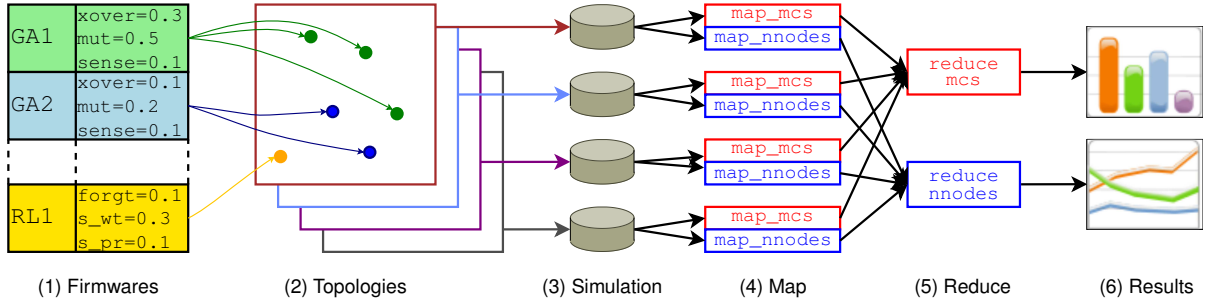 GA1
xover=0.3
mut=0.5
sense=0.1
GA2
xover=0.1
mut=0.2
sense=0.1
RL1
forgt=0.1
s_wt=0.3
s_pr=0.1
map_mcs
map_nnodes
map_mcs
map_nnodes
map_mcs
map_nnodes
map_mcs
map_nnodes
reduce
mcs
reduce
nnodes
(1) Firmwares
(2) Topologies
(3) Simulation
(4) Map
(5) Reduce
(6) Results